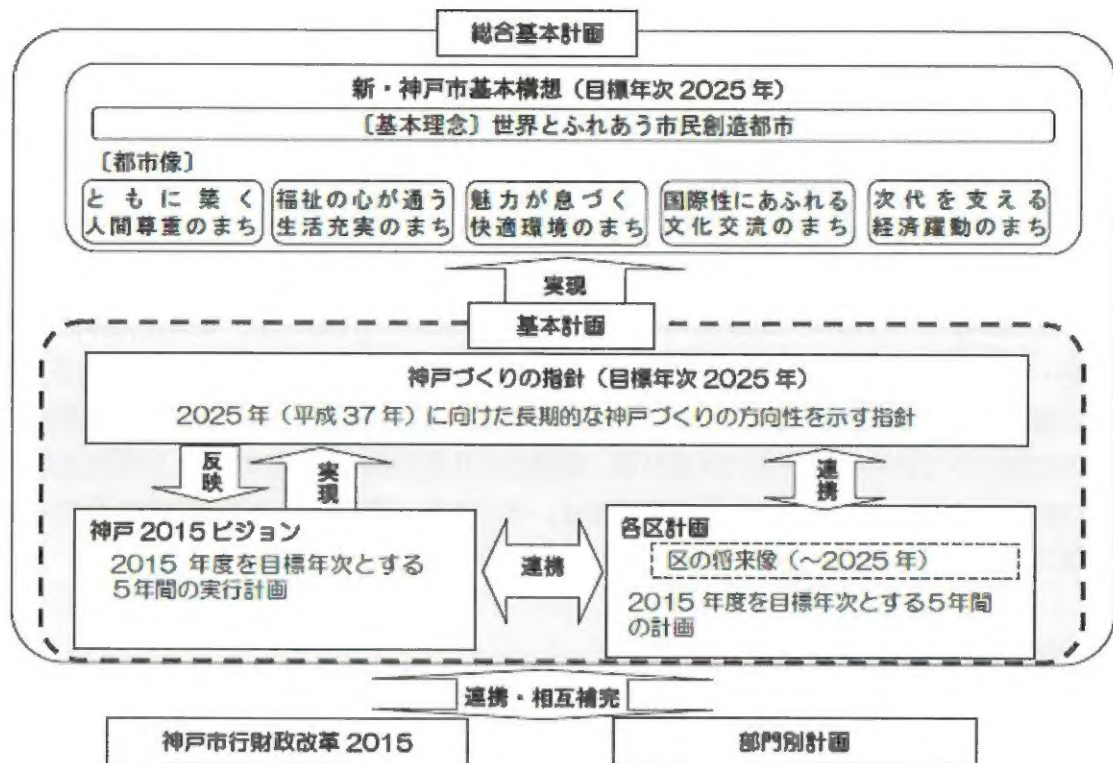 総合基本計画
新・神戸市基本構想（目標年次 2025 年）
〔基本理念〕世界とふれあう市民創造都市
〔都市像〕
ともに築く
人間尊重のまち
福祉の心が通う
生活充実のまち
魅力が息づく
快適環境のまち
国際性にあふれる
文化交流のまち
次代を支える
経済躍動のまち
実現
基本計画
神戸づくりの指針（目標年次 2025 年）
2025 年（平成 37 年）に向けた長期的な神戸づくりの方向性を示す指針
反映
実現
連携
神戸 2015 ビジョン
2015 年度を目標年次とする
5年間の実行計画
連携
各区計画
区の将来像（～2025 年）
2015 年度を目標年次とする5年間
の計画
連携・相互補完
神戸市行財政改革 2015
部門別計画